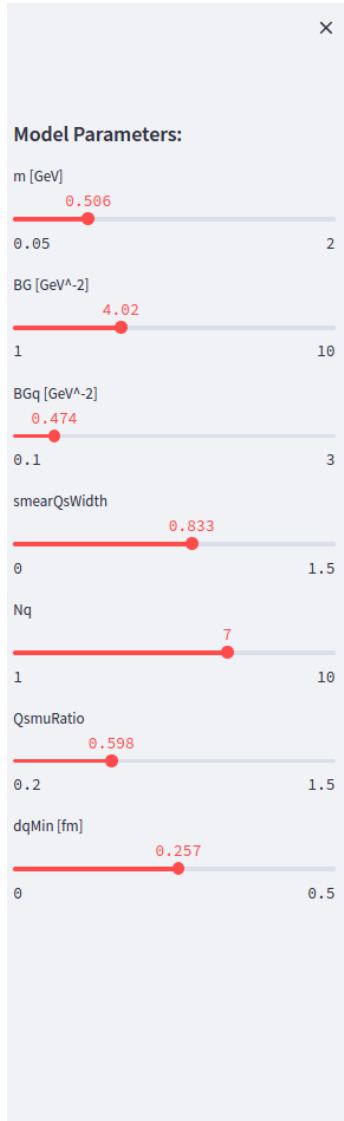 ×
Model Parameters:
m [GeV]
0.506
0.05 2
BG [GeV^-2]
4.02
1 10
BGq [GeV^-2]
0.474
0.1 3
smearQsWidth
0.833
0 1.5
Nq
7
1 10
QsmuRatio
0.598
0.2 1.5
dqMin [fm]
0.257
0 0.5